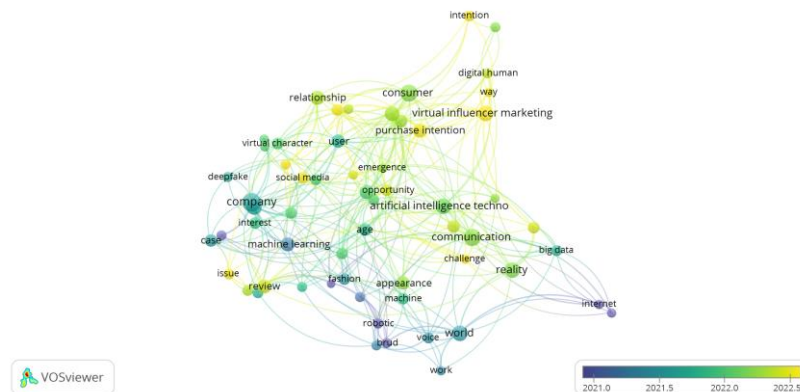 intention
digital human
way
consumer
relationship
virtual influencer marketing
purchase intention
user
virtual character
emergence
deepfake
social media
opportunity
company
artificial intelligence techno
interest
age
communication
case
machine learning
big data
challenge
issue
reality
fashion
review
appearance
machine
internet
robotic
world
voice
brud
work
VOSviewer
2021.0 2021.5 2022.0 2022.5